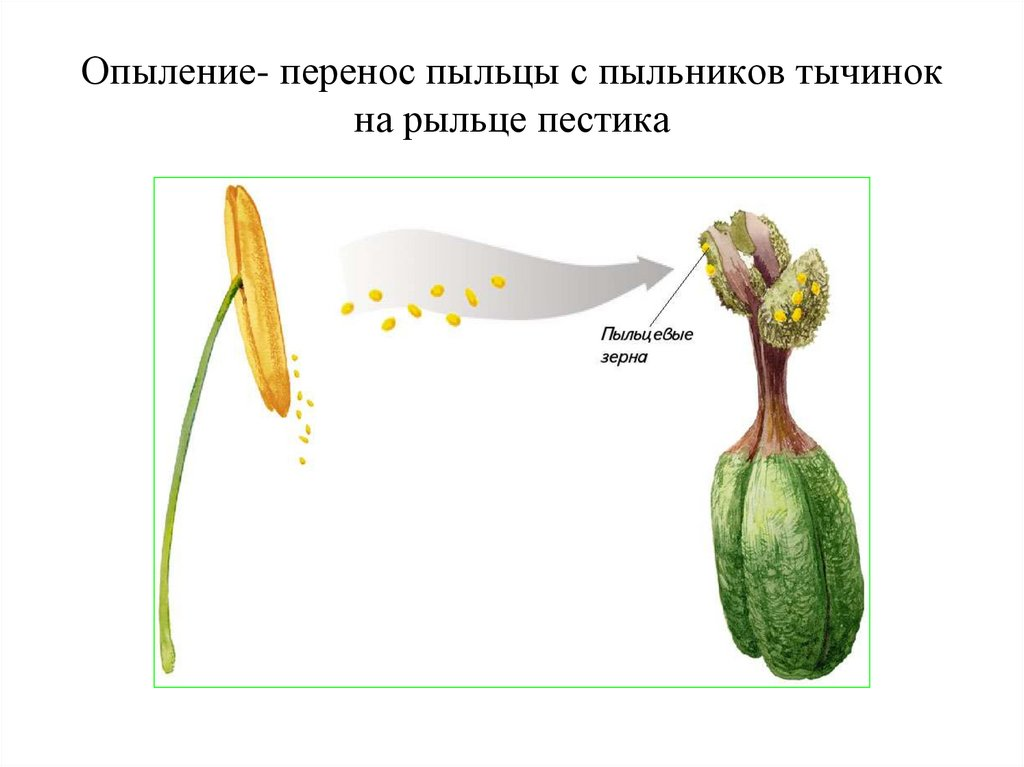 Опыление- перенос пыльцы с пыльников тычинок
на рыльце пестика
Пыльцевые
зерна